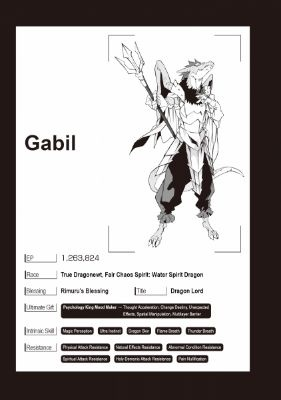 Gabil
EP 1,263,824
Race True Dragonewt, Fair Chaos Spirit: Water Spirit Dragon
Blessing Rimuru's Blessing Title Dragon Lord
Ultimate Gift Psychology King Mood Maker — Thought Acceleration, Change Destiny, Unexpected
Effects, Spatial Manipulation, Multilayer Barrier
Intrinsic Skill Magic Perception Ultra Instinct Dragon Skin Flame Breath Thunder Breath
Resistance Physical Attack Resistance Natural Effects Resistance Abnormal Condition Resistance
Spiritual Attack Resistance Holy-Demonic Attack Resistance Pain Nullification